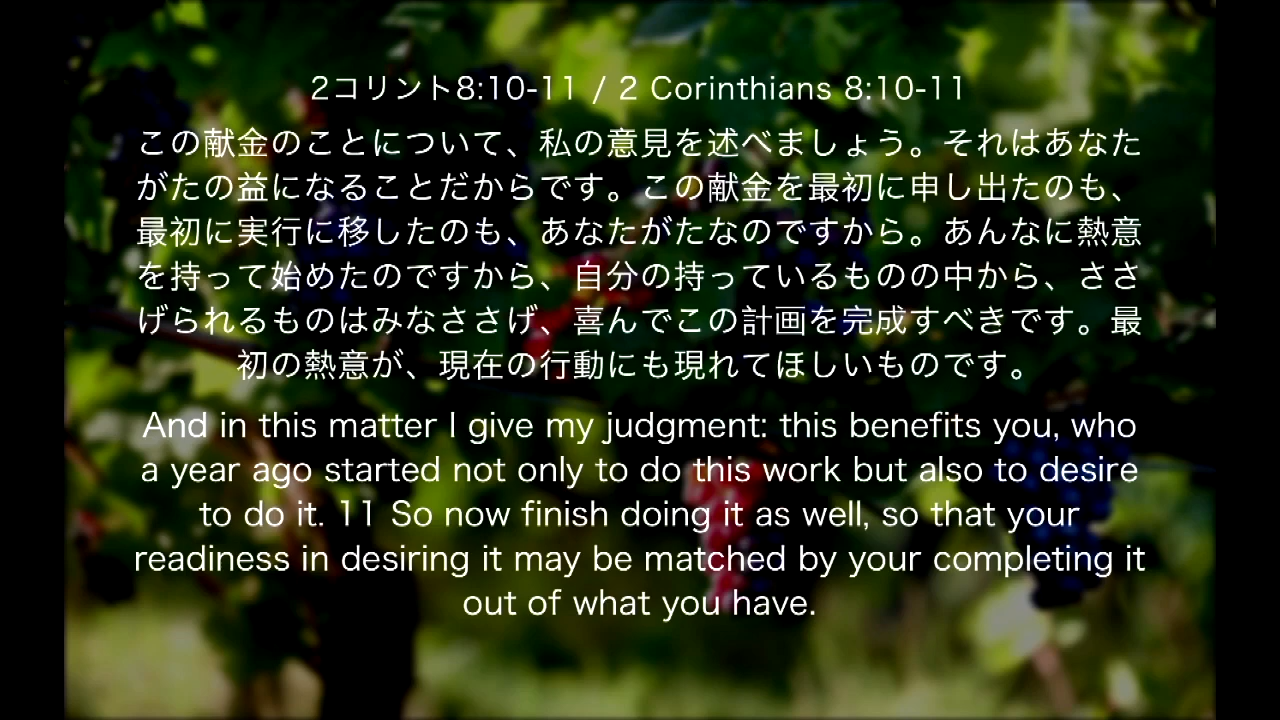 2コリント8:10-11 / 2 Corinthians 8:10-11
この献金のことについて、私の意見を述べましょう。それはあなた
がたの益になることだからです。この献金を最初に申し出たのも、
最初に実行に移したのも、あなたがたなのですから。あんなに熱意
を持って始めたのですから、自分の持っているものの中から、ささ
げられるものはみなささげ、喜んでこの計画を完成すべきです。最
初の熱意が、現在の行動にも現れてほしいものです。
And in this matter I give my judgment: this benefits you, who
a year ago started not only to do this work but also to desire
to do it. 11 So now finish doing it as well, so that your
readiness in desiring it may be matched by your completing it
out of what you have.